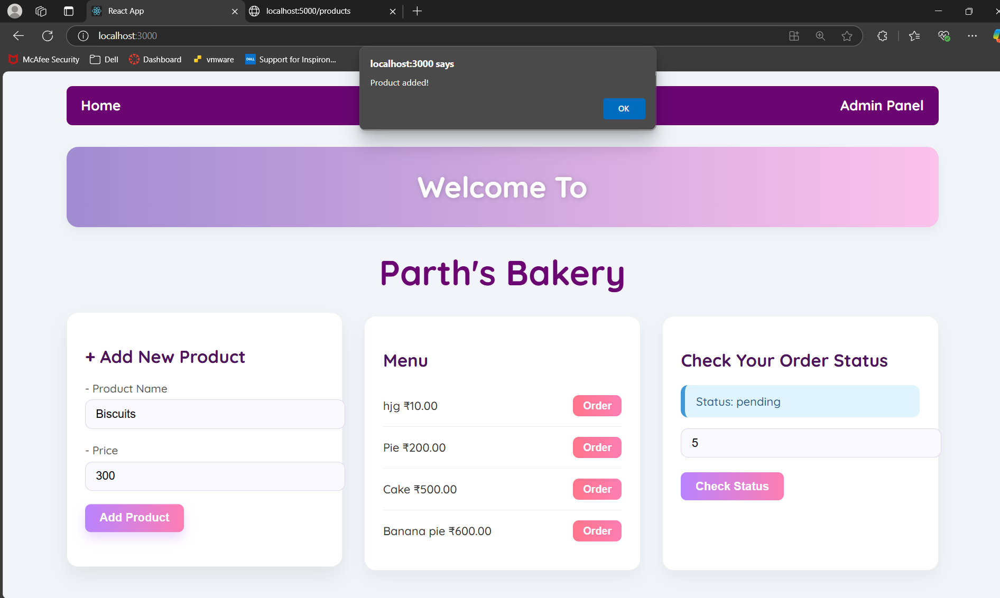 React App
localhost:5000/products
localhost:3000
McAfee Security
Dell
Dashboard
vmware
DELL
Support for Inspiron...
localhost:3000 says
Product added!
OK
Home
Admin Panel
Welcome To
Parth's Bakery
+ Add New Product
- Product Name
Biscuits
- Price
300
Add Product
Menu
hjg ₹10.00
Order
Pie ₹200.00
Order
Cake ₹500.00
Order
Banana pie ₹600.00
Order
Check Your Order Status
Status: pending
5
Check Status